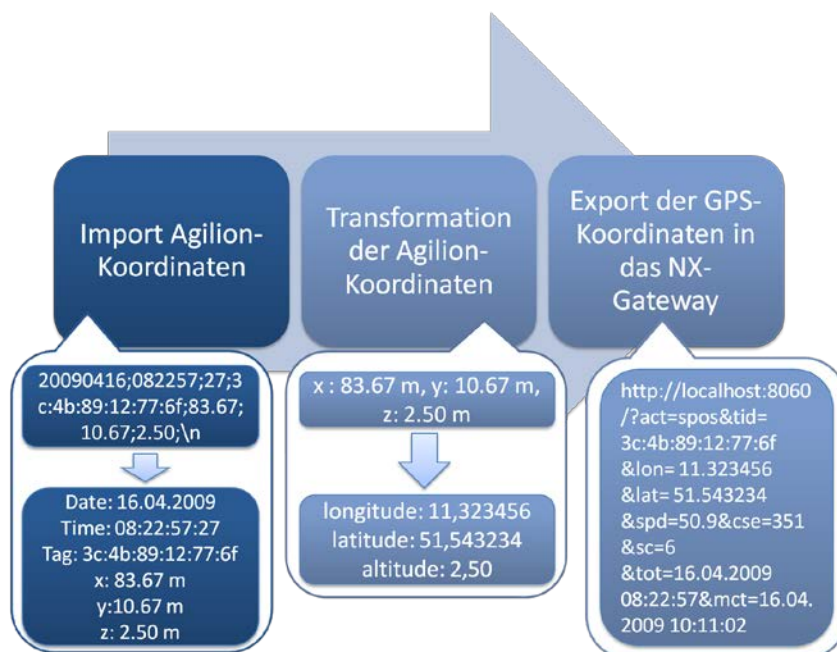 Import Agilion-
Koordinaten
Transformation
der Agilion-
Koordinaten
Export der GPS-
Koordinaten in
das NX-
Gateway
20090416;082257;27;3
c:4b:89:12:77:6f;83.67;
10.67;2.50;\n
Date: 16.04.2009
Time: 08:22:57:27
Tag: 3c:4b:89:12:77:6f
x: 83.67 m
y:10.67 m
z: 2.50 m
x : 83.67 m, y: 10.67 m,
z: 2.50 m
longitude: 11,323456
latitude: 51,543234
altitude: 2,50
http://localhost:8060
/?act=spos&tid=
3c:4b:89:12:77:6f
&lon= 11.323456
&lat= 51.543234
&spd=50.9&cse=351
&sc=6
&tot=16.04.2009
08:22:57&mct=16.04.
2009 10:11:02